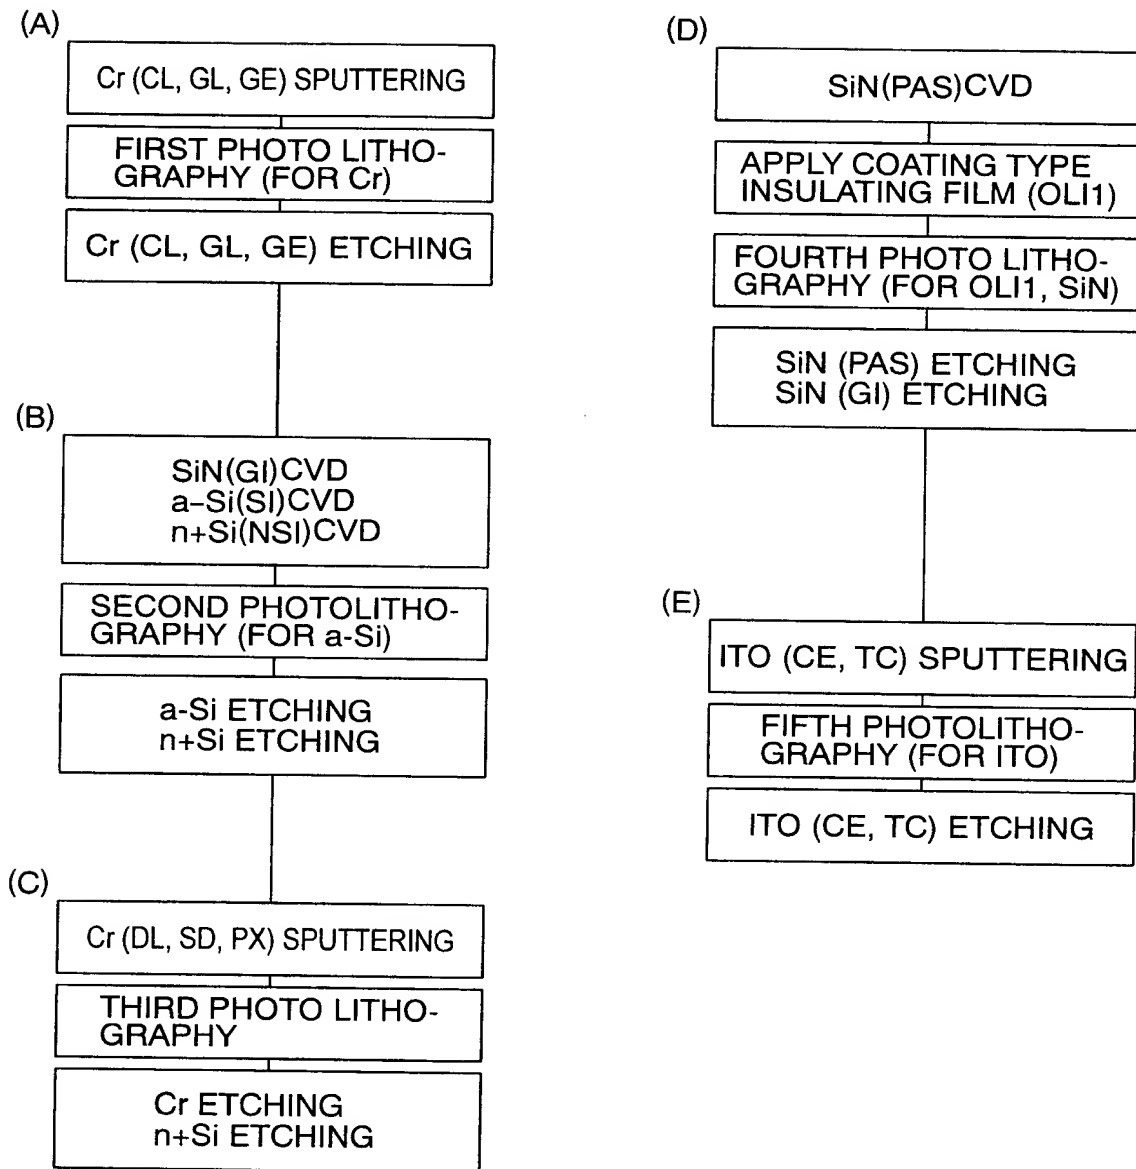 (A)
Cr (CL, GL, GE) SPUTTERING
FIRST PHOTO LITHO-
GRAPHY (FOR Cr)
Cr (CL, GL, GE) ETCHING
(B)
SiN(GI)CVD
a-Si(SI)CVD
n+Si(NSI)CVD
SECOND PHOTOLITHO-
GRAPHY (FOR a-Si)
a-Si ETCHING
n+Si ETCHING
(C)
Cr (DL, SD, PX) SPUTTERING
THIRD PHOTO LITHO-
GRAPHY
Cr ETCHING
n+Si ETCHING
(D)
SiN(PAS)CVD
APPLY COATING TYPE
INSULATING FILM (OLI1)
FOURTH PHOTO LITHO-
GRAPHY (FOR OLI1, SiN)
SiN (PAS) ETCHING
SiN (GI) ETCHING
(E)
ITO (CE, TC) SPUTTERING
FIFTH PHOTOLITHO-
GRAPHY (FOR ITO)
ITO (CE, TC) ETCHING